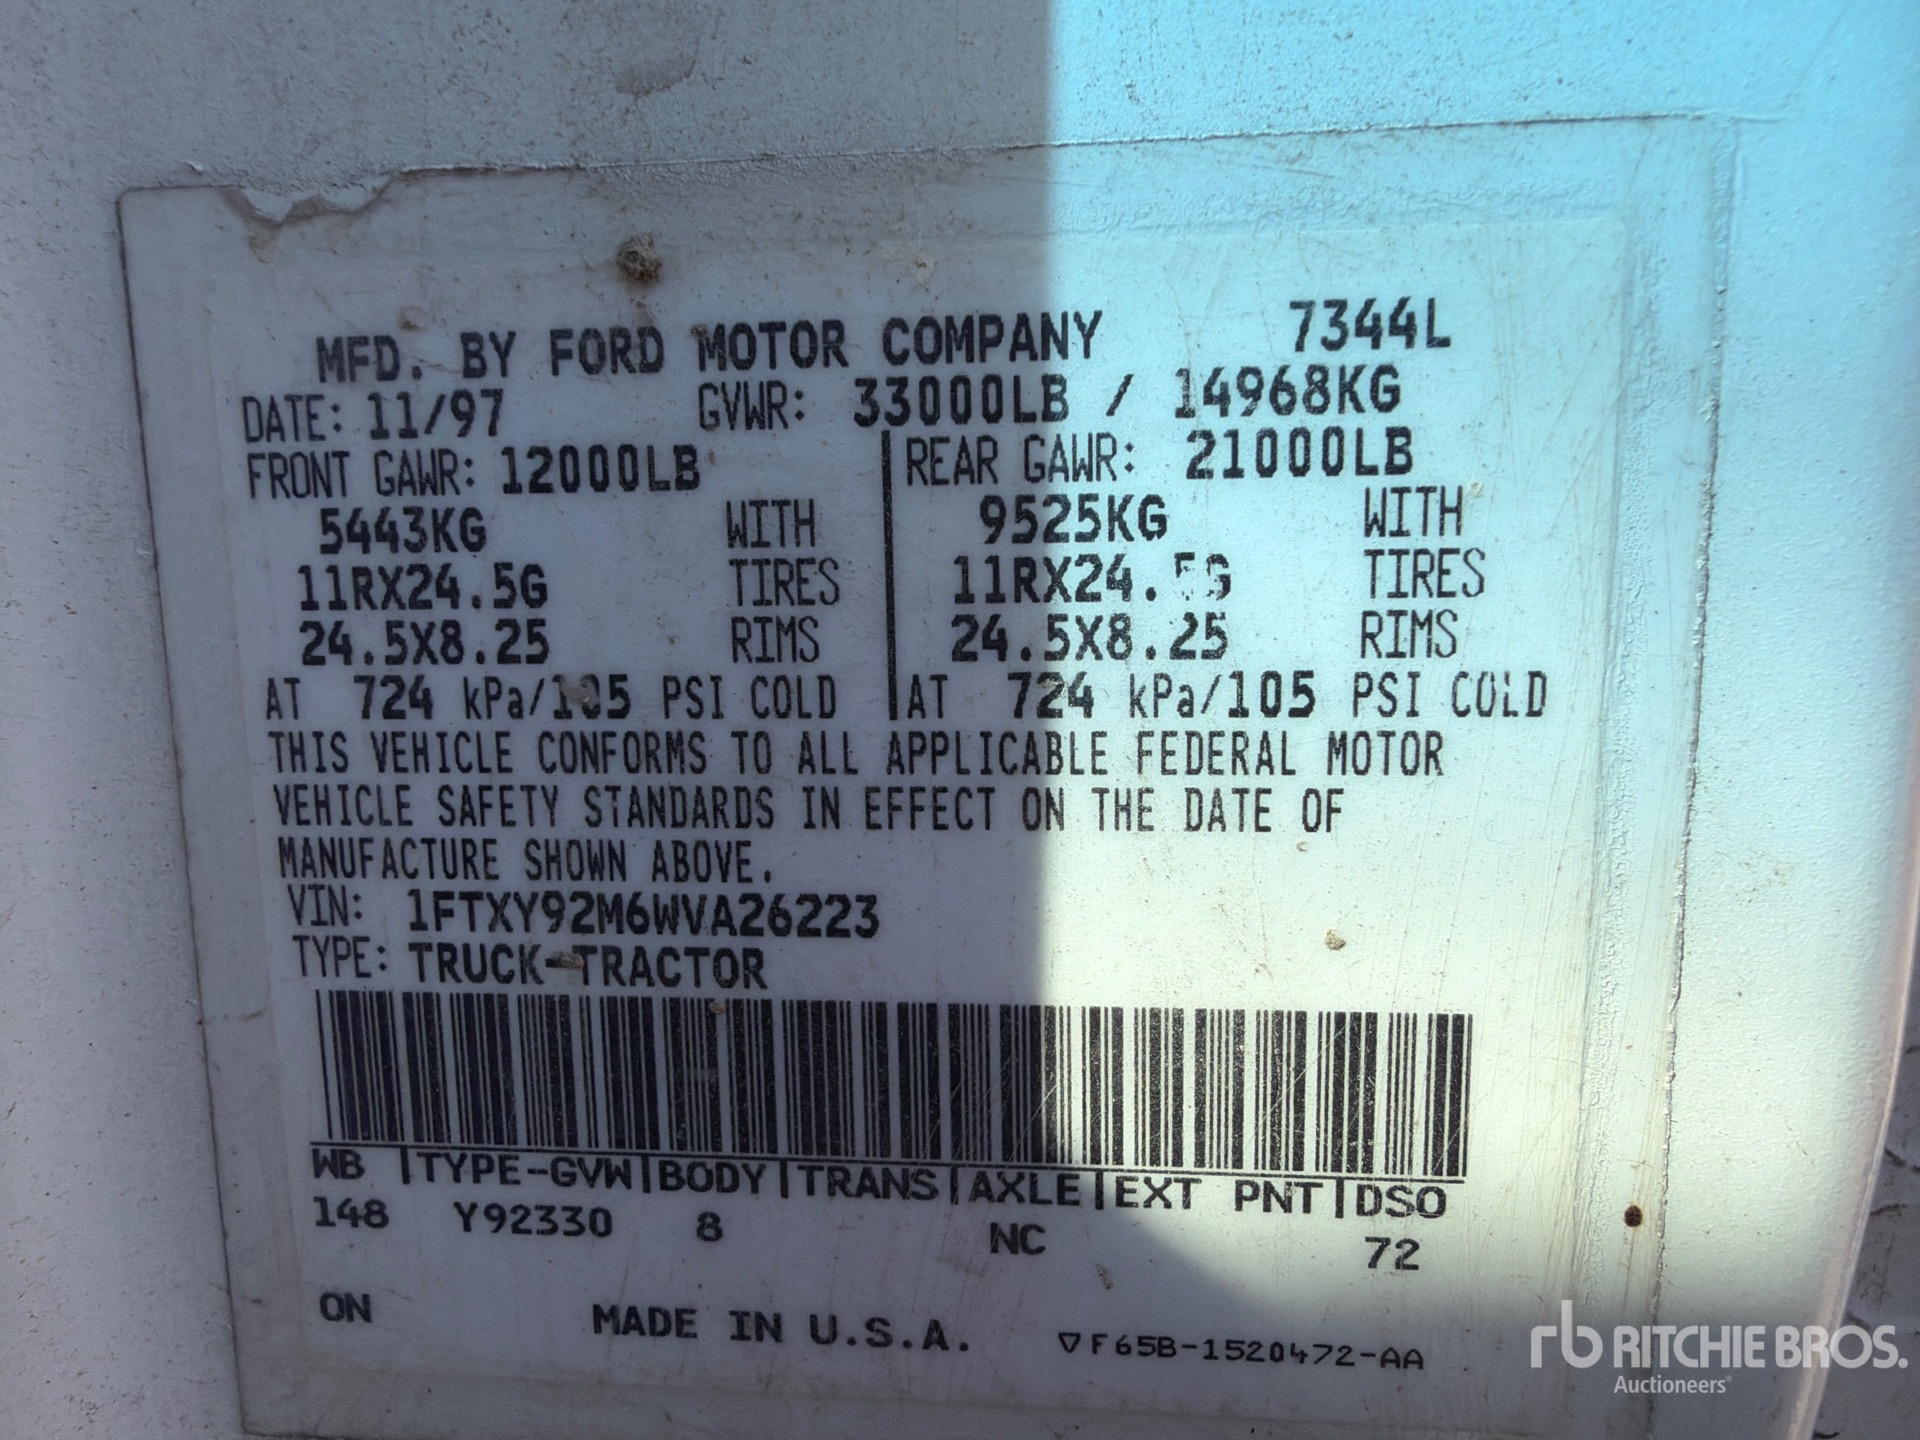 MFD. BY FORD MOTOR COMPANY 7344L
DATE: 11/97 GVWR: 33000LB / 14968KG
FRONT GAWR: 12000LB REAR GAWR: 21000LB
5443KG WITH 9525KG WITH
11RX24.5G TIRES 11RX24.5G TIRES
24.5X8.25 RIMS 24.5X8.25 RIMS
AT 724 kPa/105 PSI COLD AT 724 kPa/105 PSI COLD
THIS VEHICLE CONFORMS TO ALL APPLICABLE FEDERAL MOTOR
VEHICLE SAFETY STANDARDS IN EFFECT ON THE DATE OF
MANUFACTURE SHOWN ABOVE.
VIN: 1FTXY92M6WVA26223
TYPE: TRUCK-TRACTOR
WB |TYPE-GVW|BODY|TRANS|AXLE|EXT PNT|DSO
148 Y92330 8 NC 72
ON MADE IN U.S.A. ▽F65B-1520472-AA
rb RITCHIE BROS.
Auctioneers